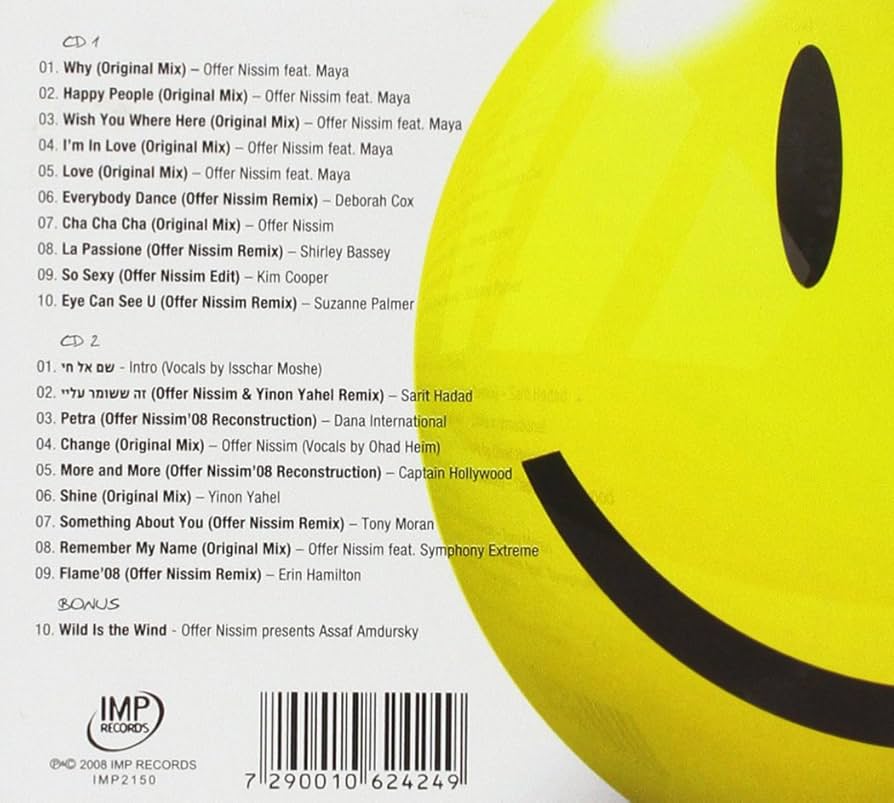 CD 1
01. Why (Original Mix) – Offer Nissim feat. Maya
02. Happy People (Original Mix) – Offer Nissim feat. Maya
03. Wish You Where Here (Original Mix) – Offer Nissim feat. Maya
04. I'm In Love (Original Mix) – Offer Nissim feat. Maya
05. Love (Original Mix) – Offer Nissim feat. Maya
06. Everybody Dance (Offer Nissim Remix) – Deborah Cox
07. Cha Cha Cha (Original Mix) – Offer Nissim
08. La Passione (Offer Nissim Remix) – Shirley Bassey
09. So Sexy (Offer Nissim Edit) – Kim Cooper
10. Eye Can See U (Offer Nissim Remix) – Suzanne Palmer
CD 2
01. שם אל חי - Intro (Vocals by Isschar Moshe)
02. זה ששומר עליי (Offer Nissim & Yinon Yahel Remix) – Sarit Hadad
03. Petra (Offer Nissim'08 Reconstruction) – Dana International
04. Change (Original Mix) – Offer Nissim (Vocals by Ohad Heim)
05. More and More (Offer Nissim'08 Reconstruction) – Captain Hollywood
06. Shine (Original Mix) – Yinon Yahel
07. Something About You (Offer Nissim Remix) – Tony Moran
08. Remember My Name (Original Mix) – Offer Nissim feat. Symphony Extreme
09. Flame'08 (Offer Nissim Remix) – Erin Hamilton
BONUS
10. Wild Is the Wind - Offer Nissim presents Assaf Amdursky
IMP
RECORDS
℗&© 2008 IMP RECORDS
IMP2150
7 290010 624249